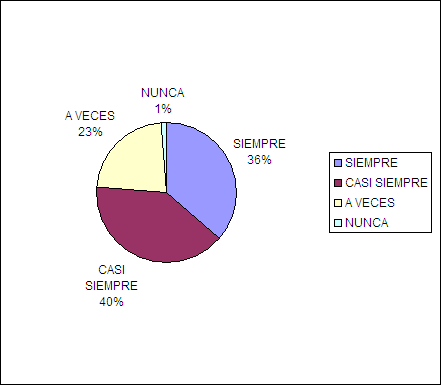 NUNCA
1%
A VECES
23%
SIEMPRE
36%
CASI
SIEMPRE
40%
SIEMPRE
CASI SIEMPRE
A VECES
NUNCA